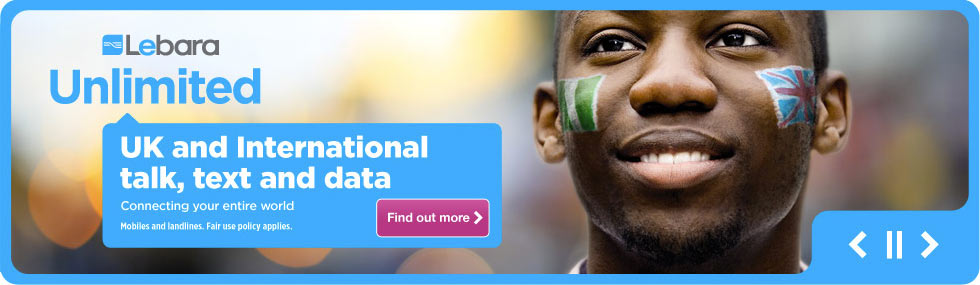 Lebara
Unlimited
UK and International
talk, text and data
Connecting your entire world
Mobiles and landlines. Fair use policy applies.
Find out more